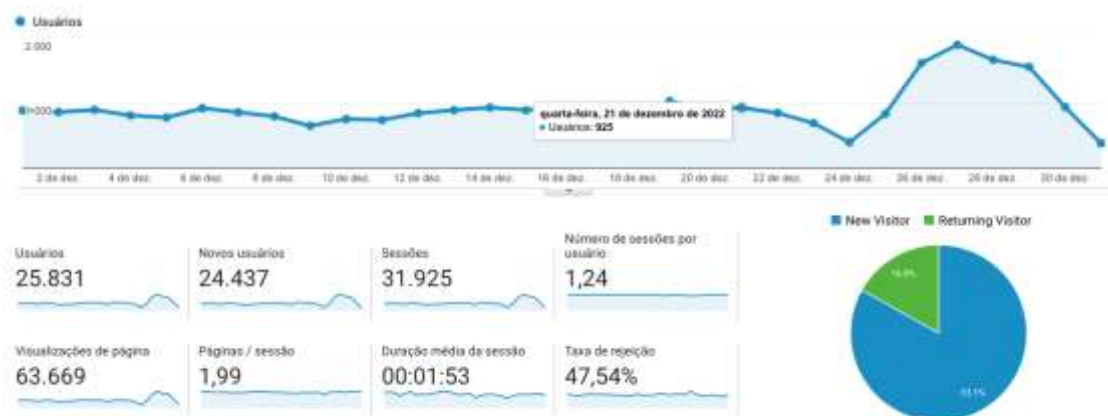 Usuários
2.000
1.000
quarta-feira, 21 de dezembro de 2022
Usuários: 925
2 de dez.
4 de dez.
6 de dez.
8 de dez.
10 de dez.
12 de dez.
14 de dez.
16 de dez.
18 de dez.
20 de dez.
22 de dez.
24 de dez.
26 de dez.
28 de dez.
30 de dez.
New Visitor
Returning Visitor
Usuários
25.831
Novos usuários
24.437
Sessões
31.925
Número de sessões por
usuário
1,24
Visualizações de página
63.669
Páginas / sessão
1,99
Duração média da sessão
00:01:53
Taxa de rejeição
47,54%